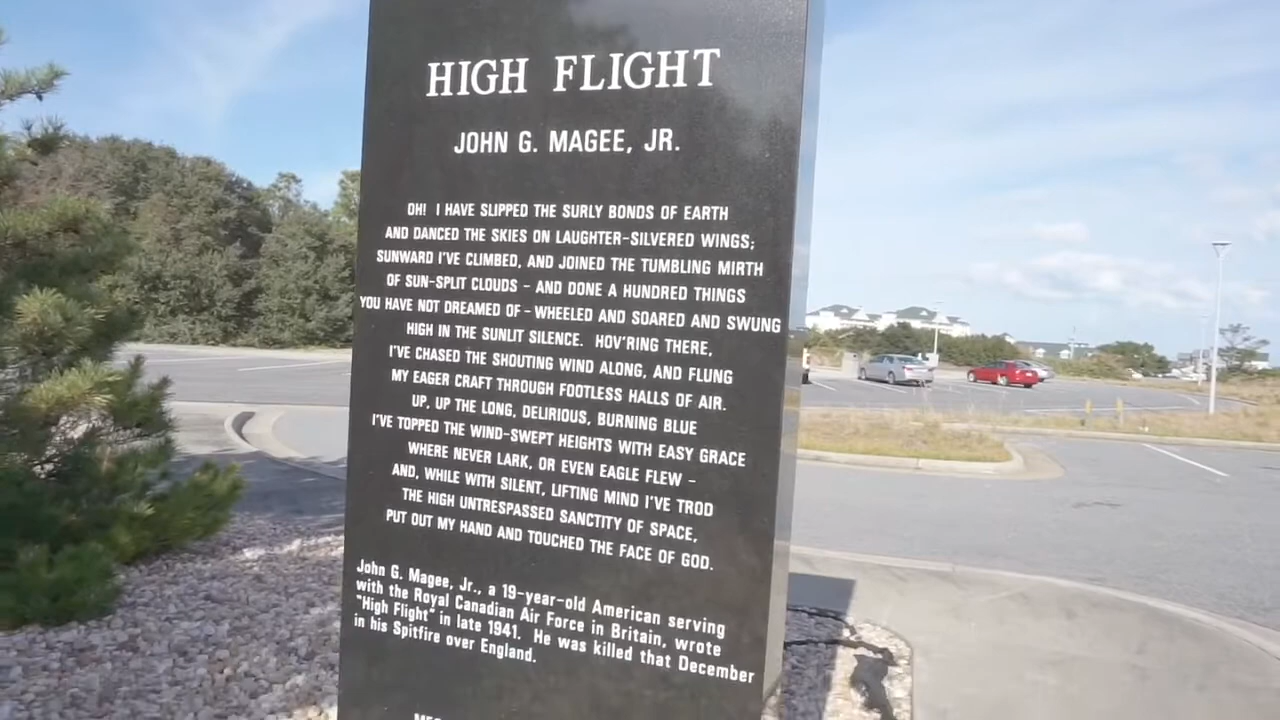 HIGH FLIGHT
JOHN G. MAGEE, JR.
OH! I HAVE SLIPPED THE SURLY BONDS OF EARTH
AND DANCED THE SKIES ON LAUGHTER-SILVERED WINGS;
SUNWARD I'VE CLIMBED, AND JOINED THE TUMBLING MIRTH
OF SUN-SPLIT CLOUDS - AND DONE A HUNDRED THINGS
YOU HAVE NOT DREAMED OF - WHEELED AND SOARED AND SWUNG
HIGH IN THE SUNLIT SILENCE. HOV'RING THERE,
I'VE CHASED THE SHOUTING WIND ALONG, AND FLUNG
MY EAGER CRAFT THROUGH FOOTLESS HALLS OF AIR.
UP, UP THE LONG, DELIRIOUS, BURNING BLUE
I'VE TOPPED THE WIND-SWEPT HEIGHTS WITH EASY GRACE
WHERE NEVER LARK, OR EVEN EAGLE FLEW -
AND, WHILE WITH SILENT, LIFTING MIND I'VE TROD
THE HIGH UNTRESPASSED SANCTITY OF SPACE,
PUT OUT MY HAND AND TOUCHED THE FACE OF GOD.
John G. Magee, Jr., a 19-year-old American serving
with the Royal Canadian Air Force in Britain, wrote
"High Flight" in late 1941. He was killed that December
in his Spitfire over England.